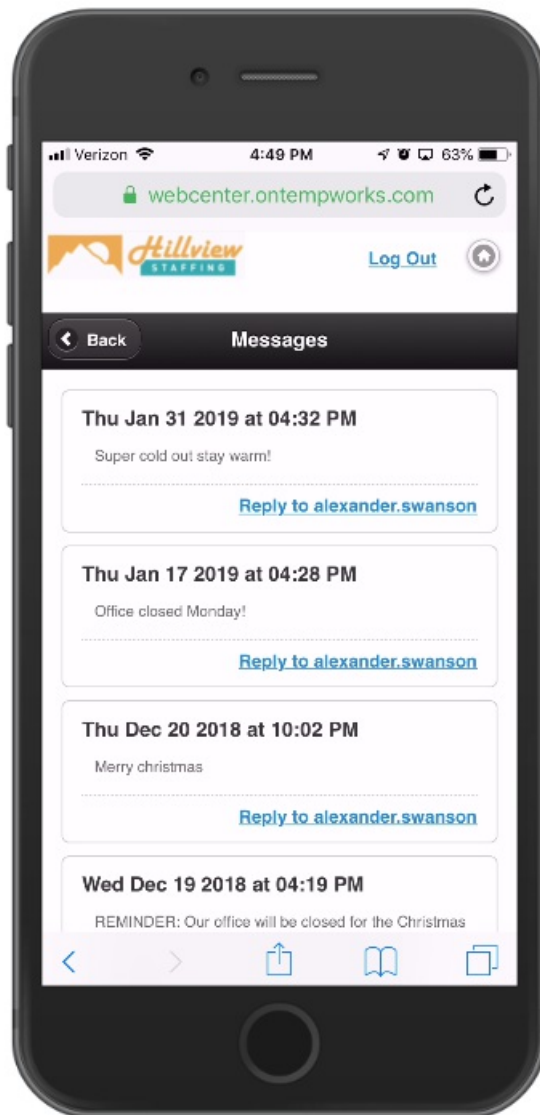 Verizon 4:49 PM 63%
webcenter.ontempworks.com
Hillview
STAFFING
Log Out
Back Messages
Thu Jan 31 2019 at 04:32 PM
Super cold out stay warm!
Reply to alexander.swanson
Thu Jan 17 2019 at 04:28 PM
Office closed Monday!
Reply to alexander.swanson
Thu Dec 20 2018 at 10:02 PM
Merry christmas
Reply to alexander.swanson
Wed Dec 19 2018 at 04:19 PM
REMINDER: Our office will be closed for the Christmas